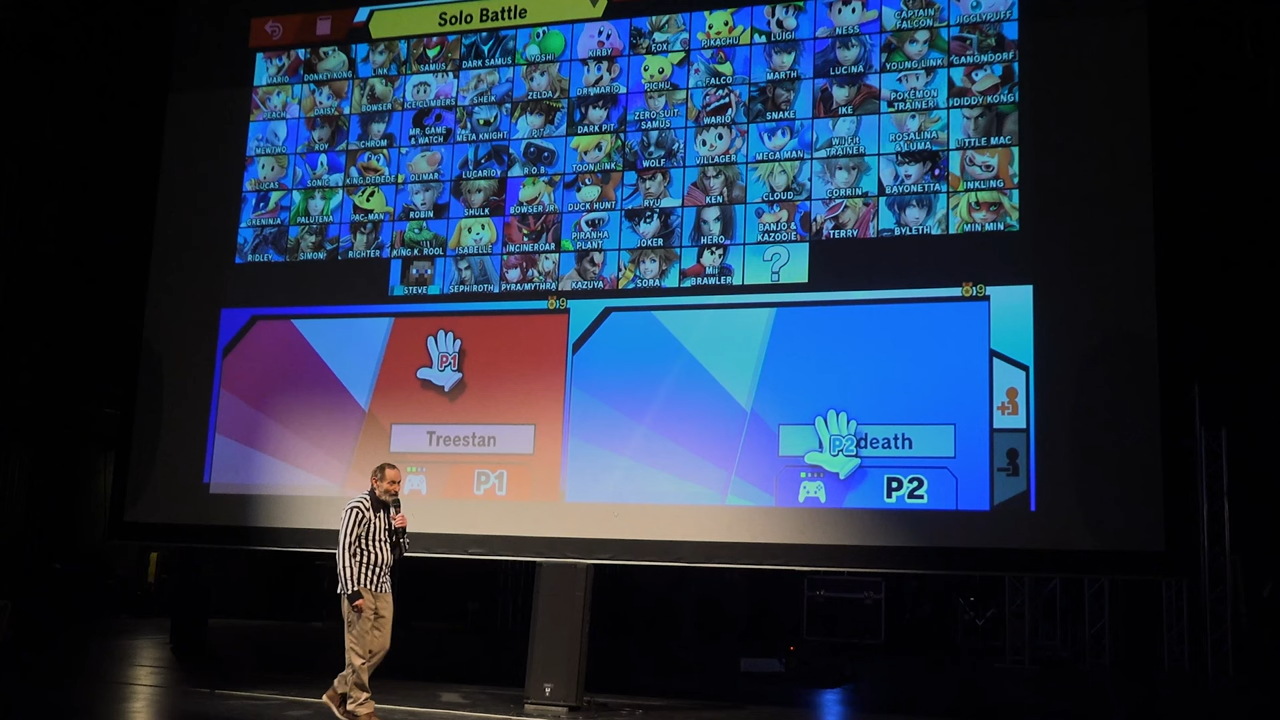 Solo Battle
MARIO DONKEY KONG LINK SAMUS DARK SAMUS YOSHI KIRBY FOX PIKACHU LUIGI NESS CAPTAIN FALCON JIGGLYPUFF
PEACH DAISY BOWSER ICE CLIMBERS SHEIK ZELDA DR. MARIO PICHU FALCO MARTH LUCINA YOUNG LINK GANONDORF
MEWTWO ROY CHROM MR. GAME & WATCH META KNIGHT PIT DARK PIT ZERO SUIT SAMUS WARIO SNAKE IKE POKÉMON TRAINER DIDDY KONG
LUCAS SONIC KING DEDEDE OLIMAR LUCARIO R.O.B. TOON LINK WOLF VILLAGER MEGA MAN Wii Fit TRAINER ROSALINA & LUMA LITTLE MAC
GRENINJA PALUTENA PAC-MAN ROBIN SHULK BOWSER JR. DUCK HUNT RYU KEN CLOUD CORRIN BAYONETTA INKLING
RIDLEY SIMON RICHTER KING K. ROOL ISABELLE INCINEROAR PIRANHA PLANT JOKER HERO BANJO & KAZOOIE TERRY BYLETH MIN MIN
STEVE SEPHIROTH PYRA/MYTHRA KAZUYA SORA Mii BRAWLER ?
9 9
P1
Treestan
P2 death
P1 P2